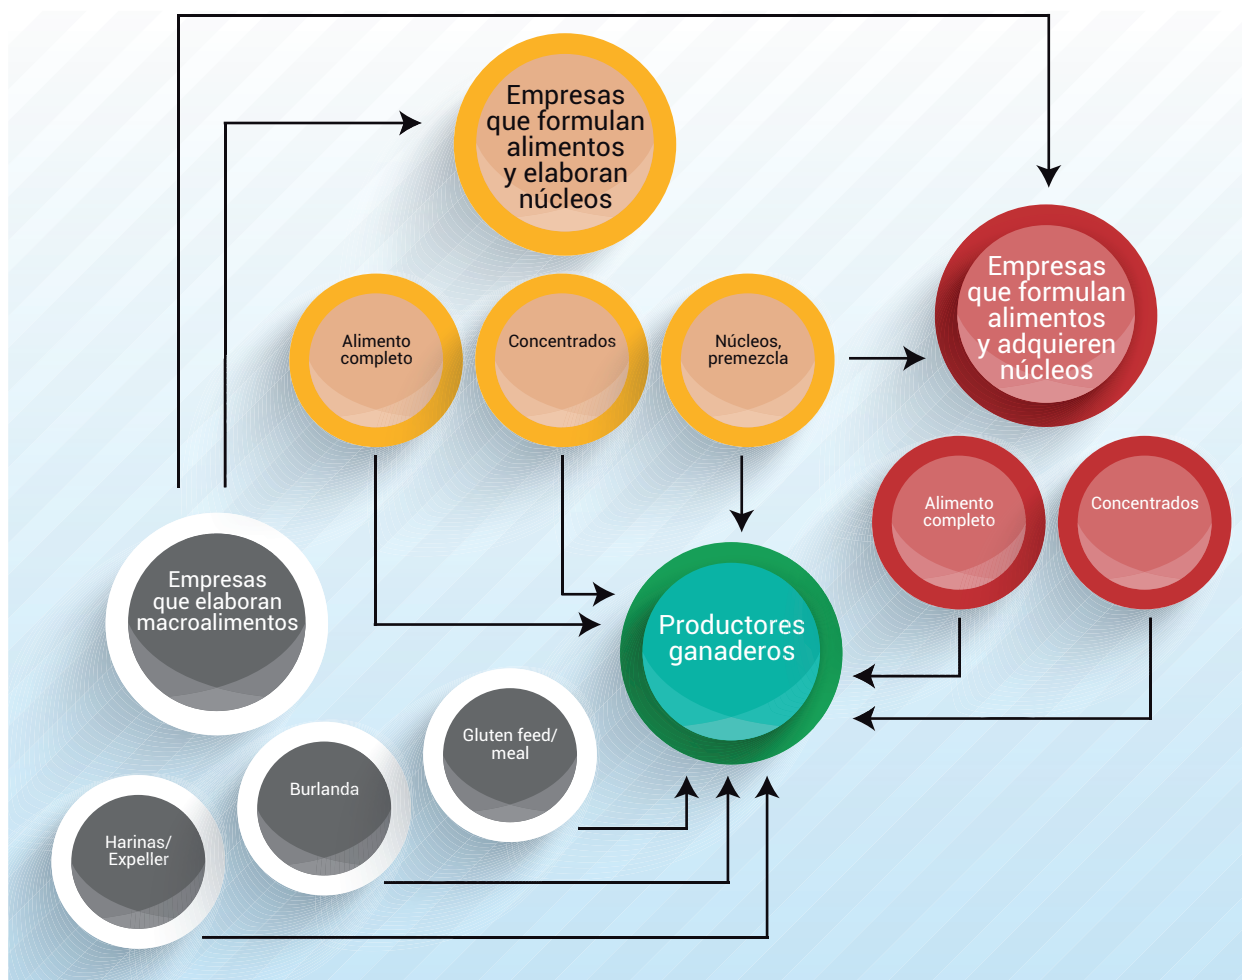 Empresas
que formulan
alimentos
y elaboran
núcleos
Empresas
que formulan
alimentos
y adquieren
núcleos
Alimento
completo
Concentrados
Núcleos,
premezcla
Alimento
completo
Concentrados
Empresas
que elaboran
macroalimentos
Productores
ganaderos
Gluten feed/
meal
Burlanda
Harinas/
Expeller